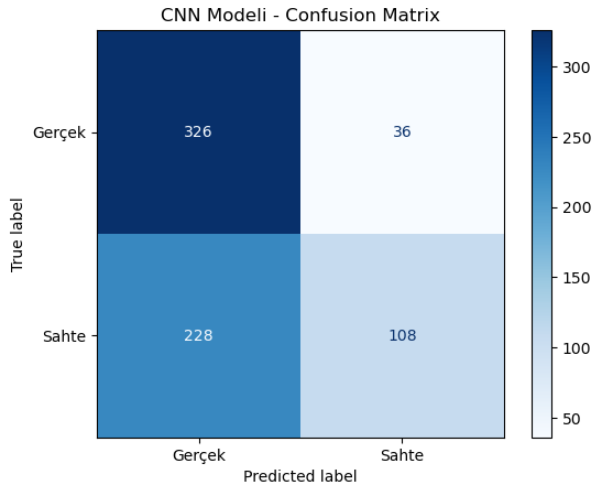 CNN Modeli - Confusion Matrix
True label
Gerçek
326
36
Sahte
228
108
Gerçek
Sahte
Predicted label
300
250
200
150
100
50